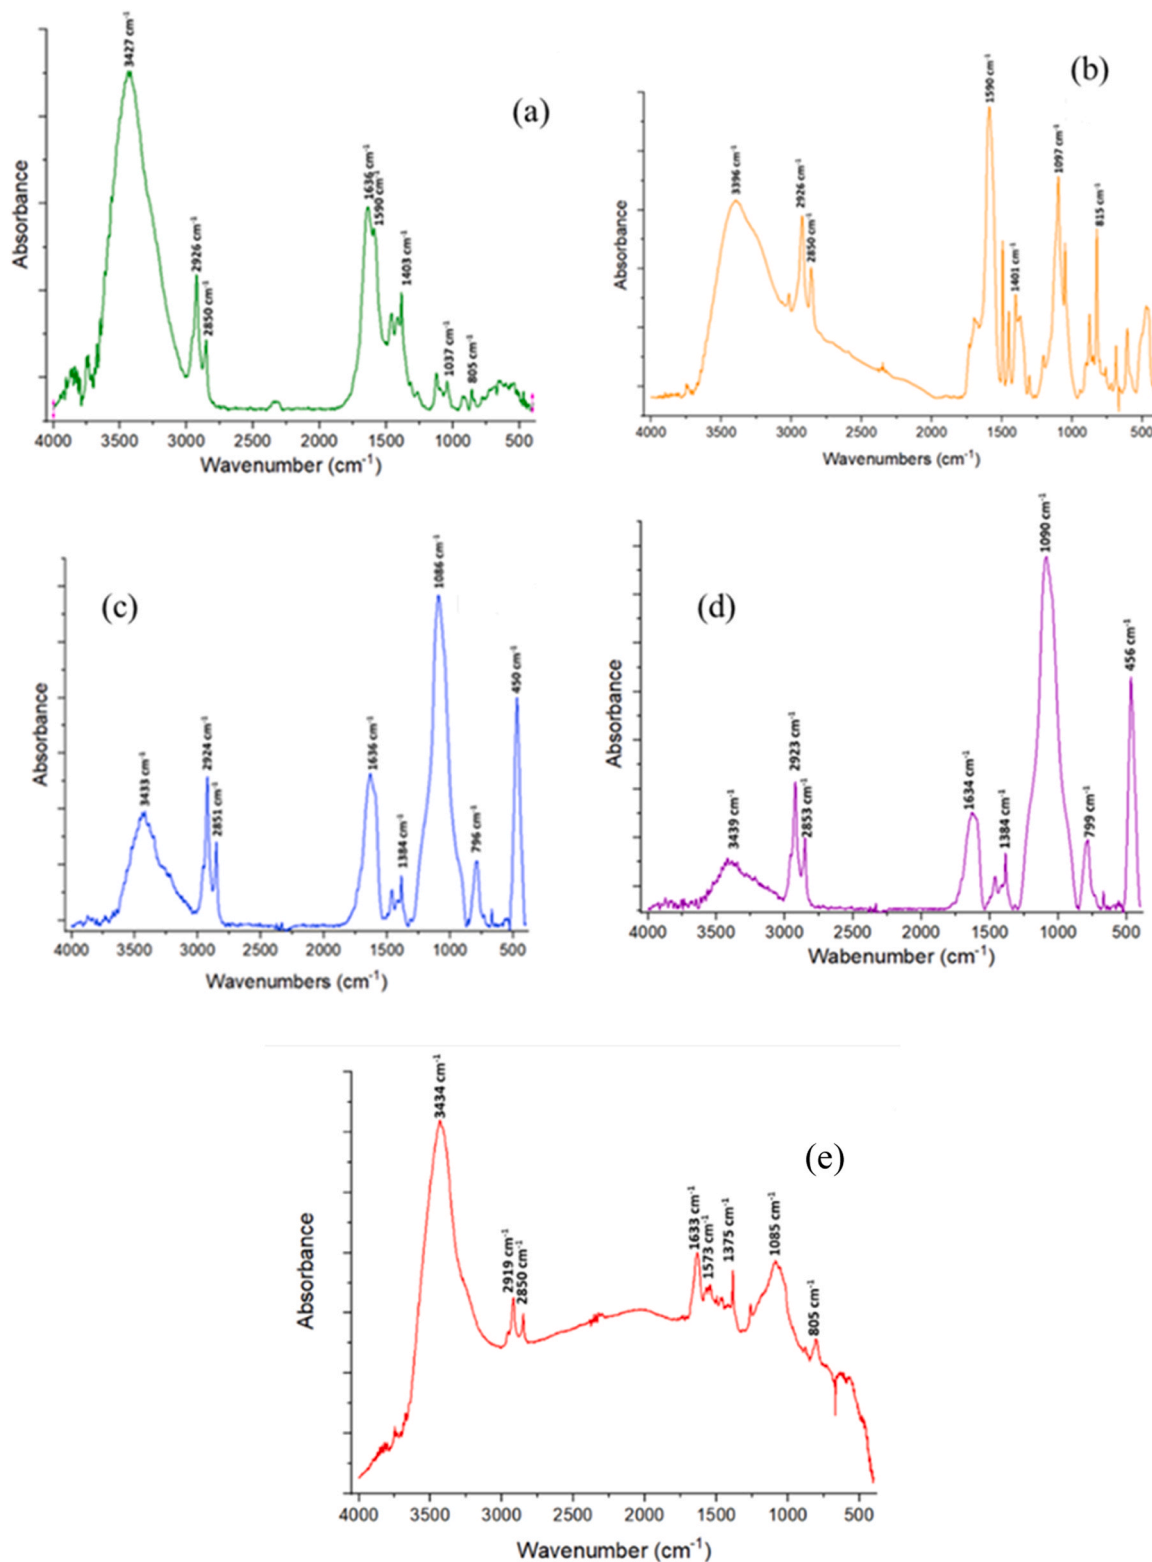 3427 cm⁻¹
(a)
2926 cm⁻¹
2850 cm⁻¹
1636 cm⁻¹
1590 cm⁻¹
1403 cm⁻¹
1037 cm⁻¹
805 cm⁻¹
Absorbance
4000 3500 3000 2500 2000 1500 1000 500
Wavenumber (cm⁻¹)
(b)
3396 cm⁻¹
2926 cm⁻¹
2850 cm⁻¹
1590 cm⁻¹
1401 cm⁻¹
1097 cm⁻¹
815 cm⁻¹
Absorbance
4000 3500 3000 2500 2000 1500 1000 500
Wavenumbers (cm⁻¹)
(c)
3433 cm⁻¹
2924 cm⁻¹
2851 cm⁻¹
1636 cm⁻¹
1384 cm⁻¹
1086 cm⁻¹
796 cm⁻¹
450 cm⁻¹
Absorbance
4000 3500 3000 2500 2000 1500 1000 500
Wavenumbers (cm⁻¹)
(d)
3439 cm⁻¹
2923 cm⁻¹
2853 cm⁻¹
1634 cm⁻¹
1384 cm⁻¹
1090 cm⁻¹
799 cm⁻¹
456 cm⁻¹
Absorbance
4000 3500 3000 2500 2000 1500 1000 500
Wabenumber (cm⁻¹)
(e)
3434 cm⁻¹
2919 cm⁻¹
2850 cm⁻¹
1633 cm⁻¹
1573 cm⁻¹
1375 cm⁻¹
1085 cm⁻¹
805 cm⁻¹
Absorbance
4000 3500 3000 2500 2000 1500 1000 500
Wavenumber (cm⁻¹)